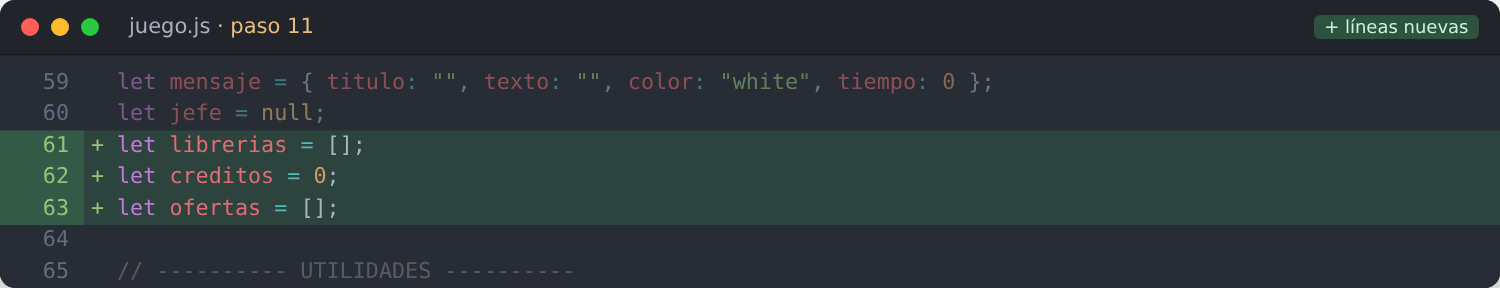 juego.js · paso 11
+ líneas nuevas
59 let mensaje = { titulo: "", texto: "", color: "white", tiempo: 0 };
60 let jefe = null;
61 + let librerias = [];
62 + let creditos = 0;
63 + let ofertas = [];
64
65 // ---------- UTILIDADES ----------